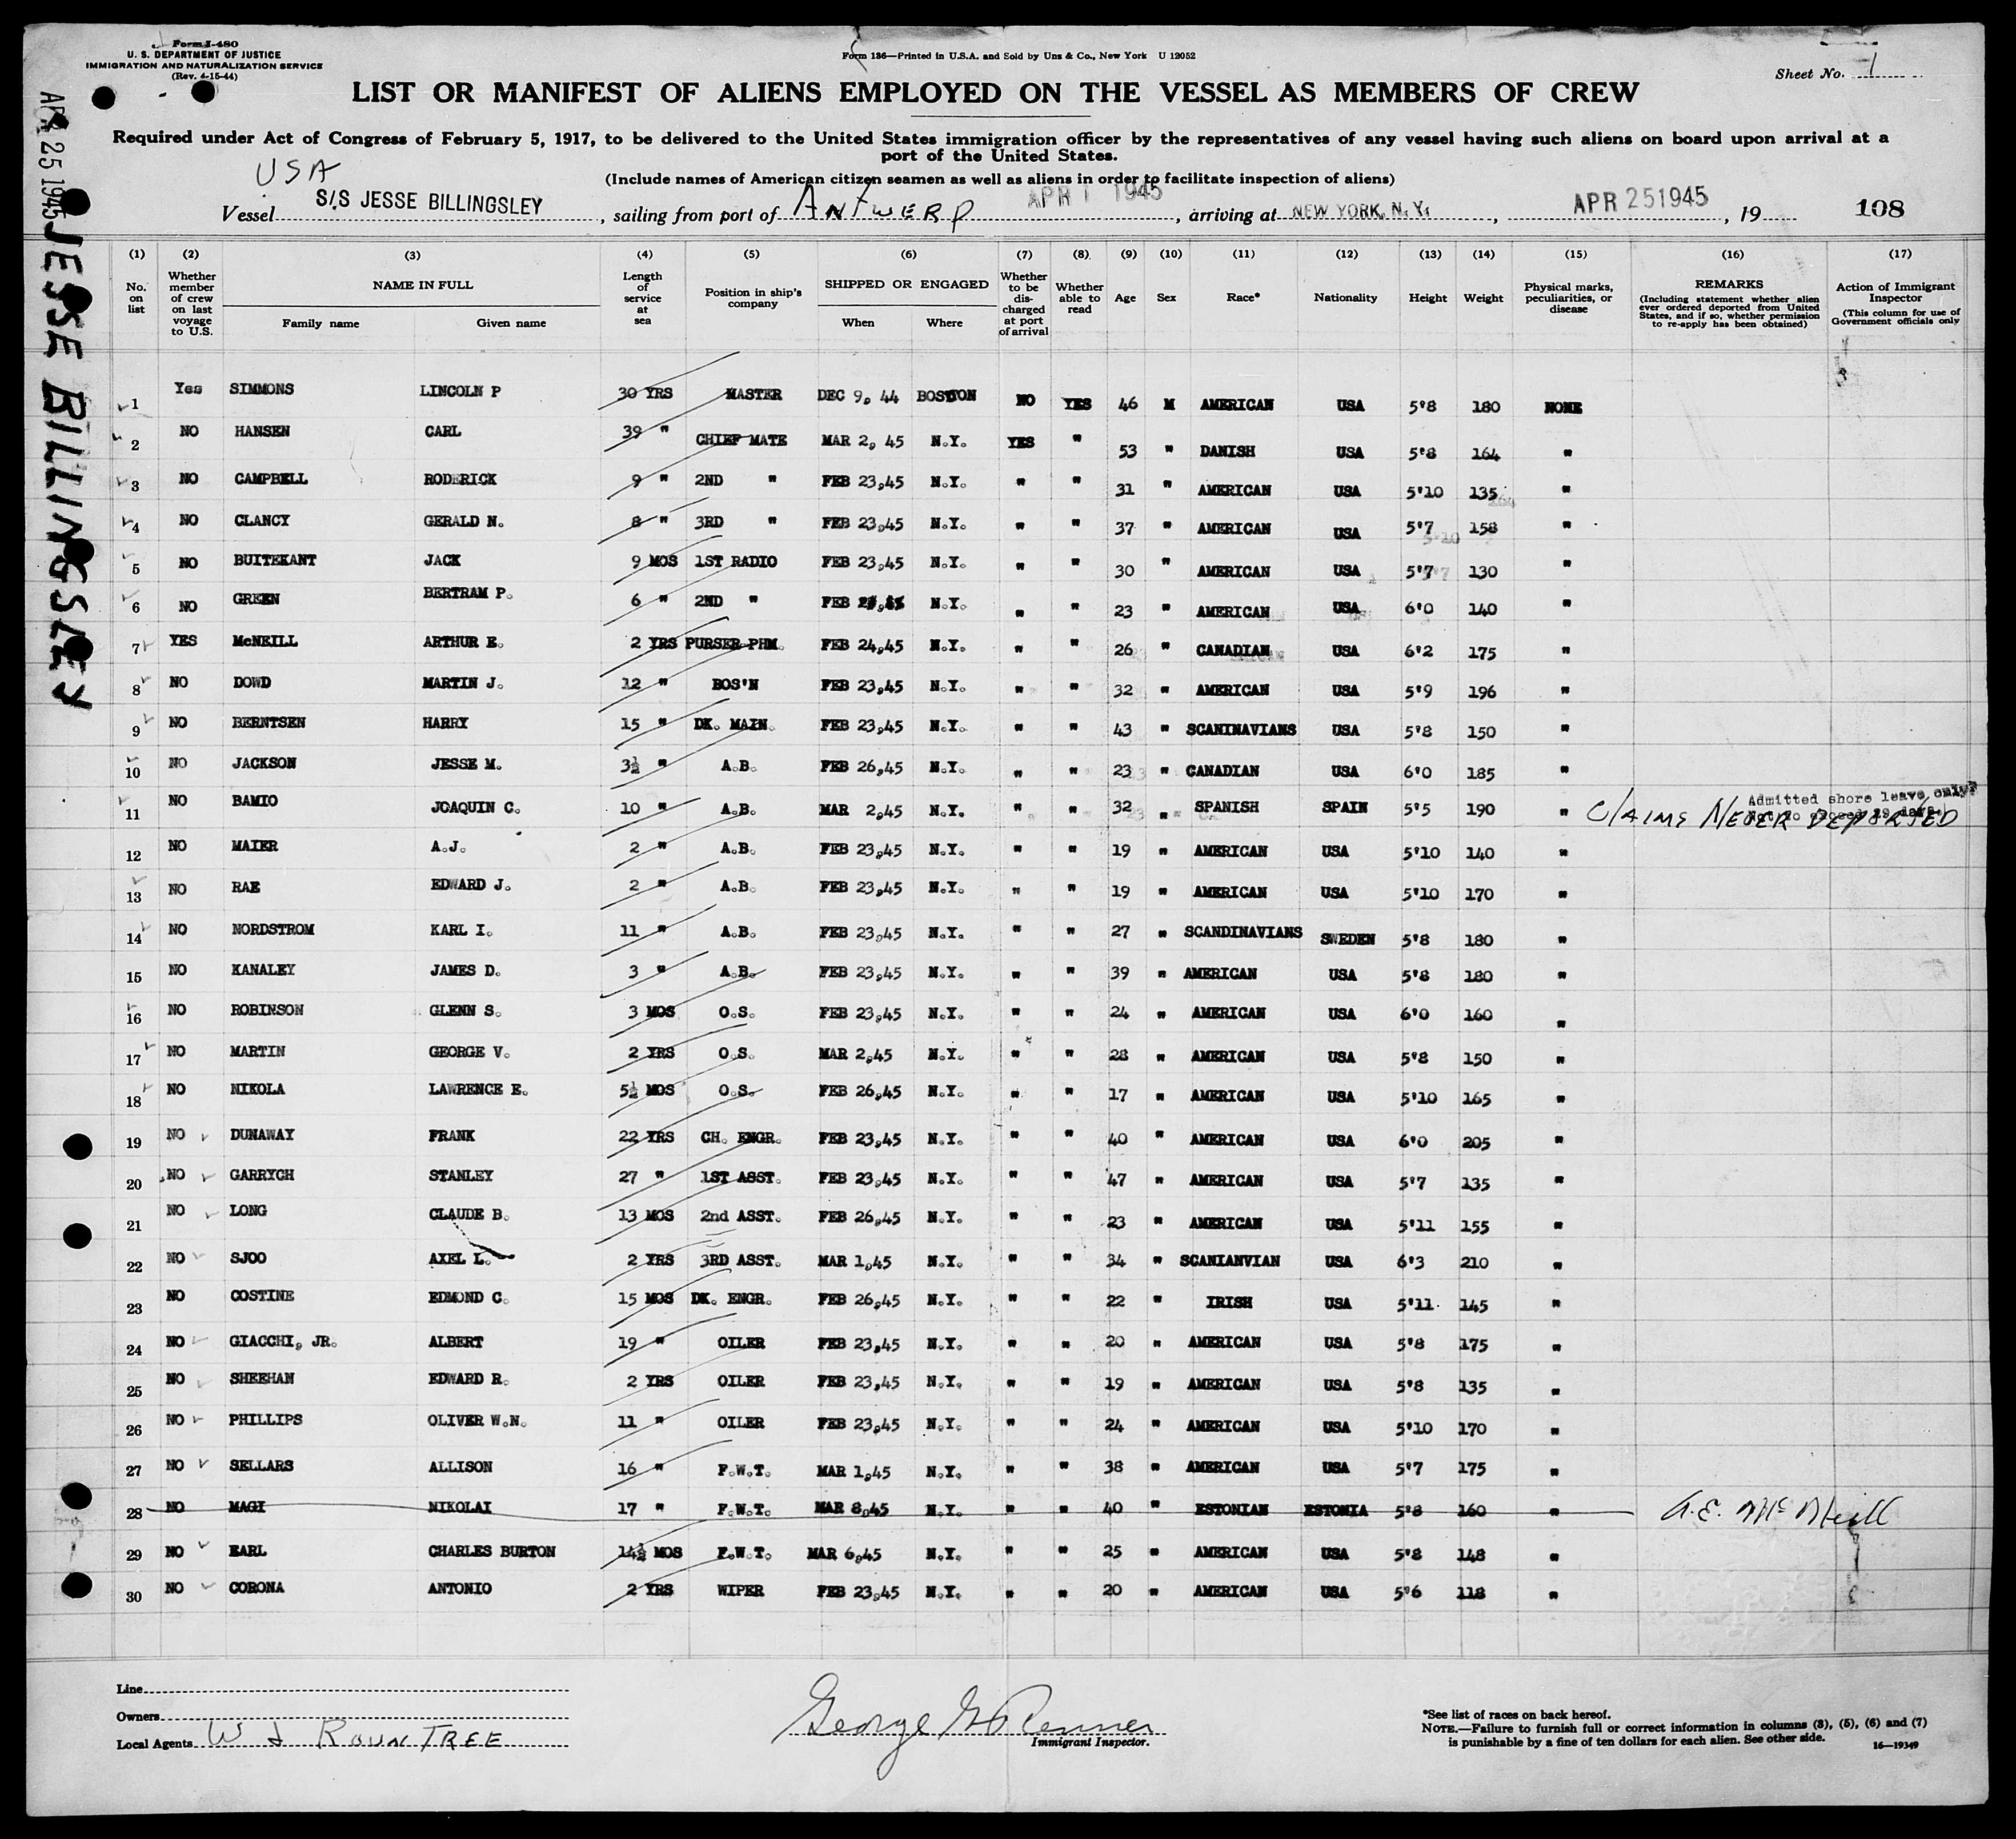 Form I-480
U. S. DEPARTMENT OF JUSTICE
IMMIGRATION AND NATURALIZATION SERVICE
(Rev. 4-15-44)
Form 136—Printed in U.S.A. and Sold by Uns & Co., New York U 12052
Sheet No. 1
LIST OR MANIFEST OF ALIENS EMPLOYED ON THE VESSEL AS MEMBERS OF CREW
Required under Act of Congress of February 5, 1917, to be delivered to the United States immigration officer by the representatives of any vessel having such aliens on board upon arrival at a
port of the United States.
USA
(Include names of American citizen seamen as well as aliens in order to facilitate inspection of aliens)
Vessel S/S JESSE BILLINGSLEY, sailing from port of ANTWERP APR 1 1945, arriving at NEW YORK, N.Y., APR 25 1945, 19 108
APR 25 1945 JESSE BILLINGSLEY
(1) (2) (3) (4) (5) (6) (7) (8) (9) (10) (11) (12) (13) (14) (15) (16) (17)
No. on list
Whether member of crew on last voyage to U.S.
NAME IN FULL
Family name Given name
Length of service at sea
Position in ship's company
SHIPPED OR ENGAGED
When Where
Whether to be discharged at port of arrival
Whether able to read
Age
Sex
Race*
Nationality
Height
Weight
Physical marks, peculiarities, or disease
REMARKS
(Including statement whether alien ever ordered deported from United States, and if so, whether permission to re-apply has been obtained)
Action of Immigrant Inspector
(This column for use of Government officials only
1 Yes SIMMONS LINCOLN P 30 YRS MASTER DEC 9, 44 BOSTON NO YES 46 M AMERICAN USA 5'8 180 NONE
2 NO HANSEN CARL 39 " CHIEF MATE MAR 2, 45 N.Y. YES " 53 " DANISH USA 5'8 164 "
3 NO CAMPBELL RODERICK 9 " 2ND " FEB 23,45 N.Y. " " 31 " AMERICAN USA 5'10 135 "
4 NO CLANCY GERALD N. 8 " 3RD " FEB 23,45 N.Y. " " 37 " AMERICAN USA 5'7 158 "
5 NO BUITEKANT JACK 9 MOS 1ST RADIO FEB 23,45 N.Y. " " 30 " AMERICAN USA 5'7 130 "
6 NO GREEN BERTRAM P. 6 " 2ND " FEB N.Y. " " 23 " AMERICAN USA 6'0 140 "
7 YES McNEILL ARTHUR E. 2 YRS PURSER-PHM. FEB 24,45 N.Y. " " 26 " CANADIAN USA 6'2 175 "
8 NO DOWD MARTIN J. 12 " BOS'N FEB 23,45 N.Y. " " 32 " AMERICAN USA 5'9 196 "
9 NO BERNTSEN HARRY 15 " DK. MAIN. FEB 23,45 N.Y. " " 43 " SCANINAVIANS USA 5'8 150 "
10 NO JACKSON JESSE M. 3½ " A.B. FEB 26,45 N.Y. " " 23 " CANADIAN USA 6'0 185 "
11 NO BAMIO JOAQUIN C. 10 " A.B. MAR 2,45 N.Y. " " 32 " SPANISH SPAIN 5'5 190 " CLAIMS NEVER DEPORTED Admitted shore leave only
12 NO MAIER A.J. 2 " A.B. FEB 23,45 N.Y. " " 19 " AMERICAN USA 5'10 140 "
13 NO RAE EDWARD J. 2 " A.B. FEB 23,45 N.Y. " " 19 " AMERICAN USA 5'10 170 "
14 NO NORDSTROM KARL I. 11 " A.B. FEB 23,45 N.Y. " " 27 " SCANDINAVIANS SWEDEN 5'8 180 "
15 NO KANALEY JAMES D. 3 " A.B. FEB 23,45 N.Y. " " 39 " AMERICAN USA 5'8 180 "
16 NO ROBINSON GLENN S. 3 MOS O.S. FEB 23,45 N.Y. " " 24 " AMERICAN USA 6'0 160 "
17 NO MARTIN GEORGE V. 2 YRS O.S. MAR 2,45 N.Y. " " 28 " AMERICAN USA 5'8 150 "
18 NO NIKOLA LAWRENCE E. 5½ MOS O.S. FEB 26,45 N.Y. " " 17 " AMERICAN USA 5'10 165 "
19 NO DUNAWAY FRANK 22 YRS CH. ENGR. FEB 23,45 N.Y. " " 40 " AMERICAN USA 6'0 205 "
20 NO GARRYCH STANLEY 27 " 1ST ASST. FEB 23,45 N.Y. " " 47 " AMERICAN USA 5'7 135 "
21 NO LONG CLAUDE B. 13 MOS 2nd ASST. FEB 26,45 N.Y. " " 23 " AMERICAN USA 5'11 155 "
22 NO SJOO AXEL L. 2 YRS 3RD ASST. MAR 1,45 N.Y. " " 34 " SCANIANVIAN USA 6'3 210 "
23 NO COSTINE EDMOND C. 15 MOS DK. ENGR. FEB 26,45 N.Y. " " 22 " IRISH USA 5'11 145 "
24 NO GIACCHI, JR. ALBERT 19 " OILER FEB 23,45 N.Y. " " 20 " AMERICAN USA 5'8 175 "
25 NO SHEEHAN EDWARD R. 2 YRS OILER FEB 23,45 N.Y. " " 19 " AMERICAN USA 5'8 135 "
26 NO PHILLIPS OLIVER W.N. 11 " OILER FEB 23,45 N.Y. " " 24 " AMERICAN USA 5'10 170 "
27 NO SELLARS ALLISON 16 " F.W.T. MAR 1,45 N.Y. " " 38 " AMERICAN USA 5'7 175 "
28 NO MAGI NIKOLAI 17 " F.W.T. MAR 8,45 N.Y. " " 40 " ESTONIAN ESTONIA 5'8 160 " A.E. McNeill
29 NO EARL CHARLES BURTON 14½ MOS F.W.T. MAR 6,45 N.Y. " " 25 " AMERICAN USA 5'8 148 "
30 NO CORONA ANTONIO 2 YRS WIPER FEB 23,45 N.Y. " " 20 " AMERICAN USA 5'6 118 "
Line
Owners
Local Agents W J ROUNTREE
George G Renner
Immigrant Inspector.
*See list of races on back hereof.
NOTE.—Failure to furnish full or correct information in columns (3), (5), (6) and (7)
is punishable by a fine of ten dollars for each alien. See other side.
16—19349